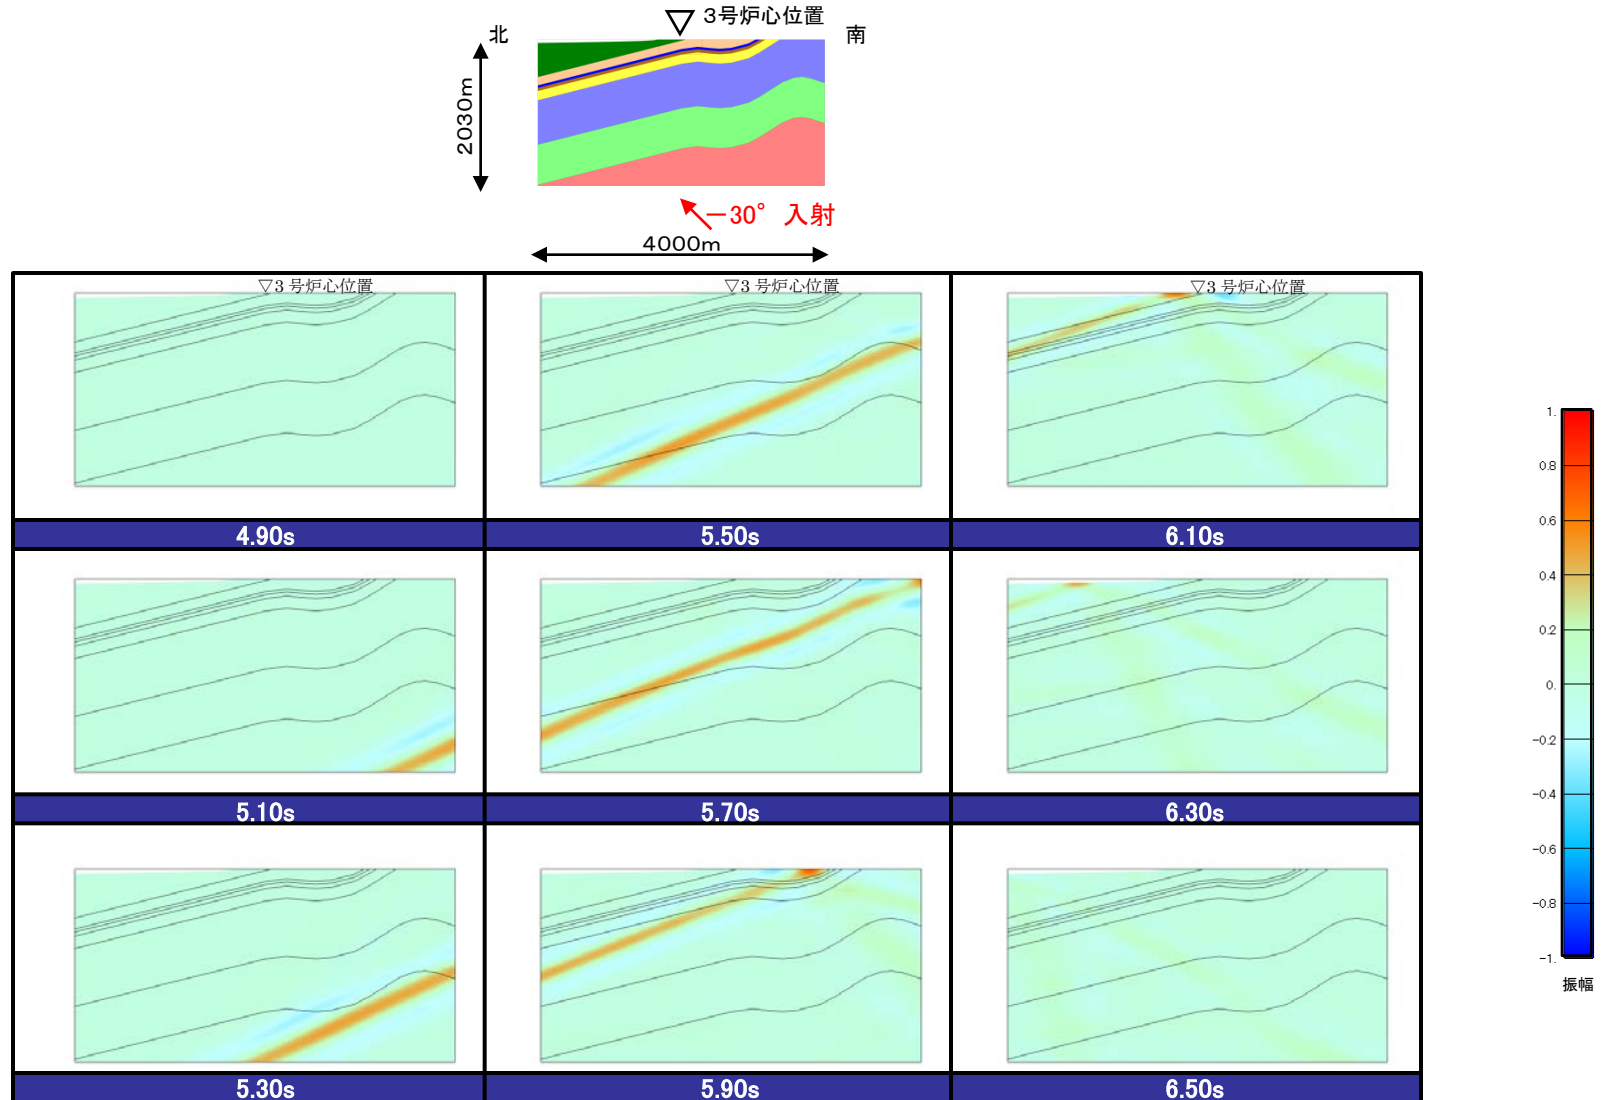 3号炉心位置
北
南
2030m
－30° 入射
4000m
▽3 号炉心位置
▽3 号炉心位置
▽3 号炉心位置
4.90s
5.50s
6.10s
5.10s
5.70s
6.30s
5.30s
5.90s
6.50s
1.
0.8
0.6
0.4
0.2
0.
-0.2
-0.4
-0.6
-0.8
-1.
振幅